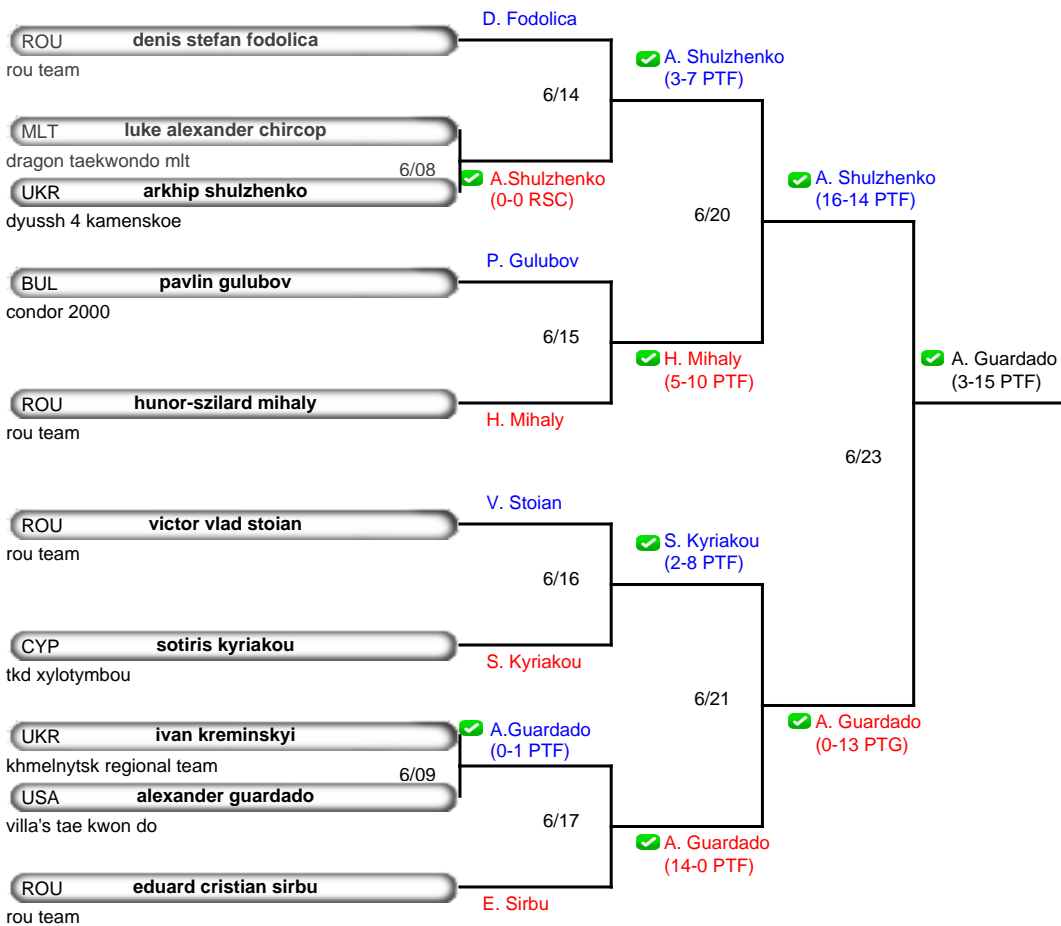 D. Fodolica
ROU denis stefan fodolica
rou team
A. Shulzhenko
(3-7 PTF)
6/14
MLT luke alexander chircop
dragon taekwondo mlt
6/08
UKR arkhip shulzhenko
dyussh 4 kamenskoe
A.Shulzhenko
(0-0 RSC)
A. Shulzhenko
(16-14 PTF)
6/20
P. Gulubov
BUL pavlin gulubov
condor 2000
6/15
H. Mihaly
(5-10 PTF)
A. Guardado
(3-15 PTF)
ROU hunor-szilard mihaly
rou team
H. Mihaly
6/23
V. Stoian
ROU victor vlad stoian
rou team
S. Kyriakou
(2-8 PTF)
6/16
CYP sotiris kyriakou
tkd xylotymbou
S. Kyriakou
6/21
UKR ivan kreminskyi
khmelnytsk regional team
A.Guardado
(0-1 PTF)
A. Guardado
(0-13 PTG)
6/09
USA alexander guardado
villa's tae kwon do
6/17
A. Guardado
(14-0 PTF)
ROU eduard cristian sirbu
rou team
E. Sirbu